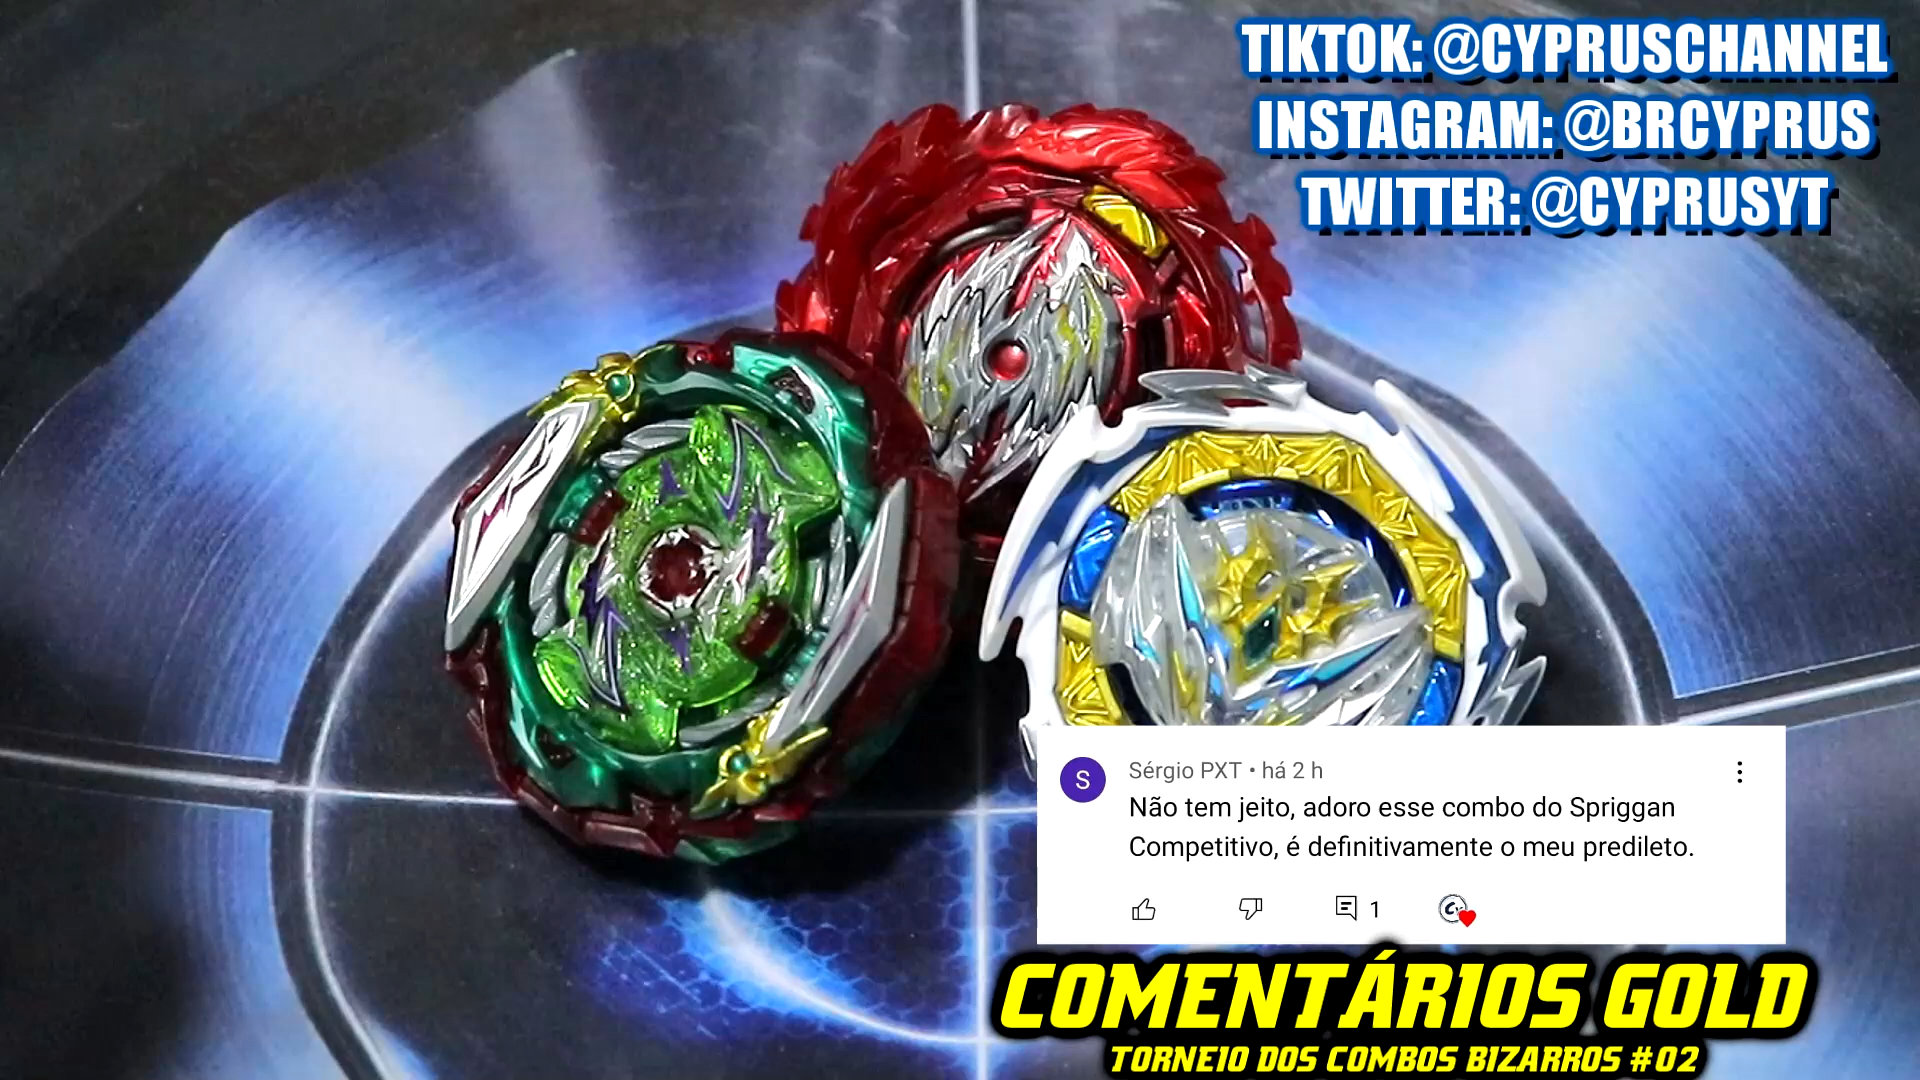 TIKTOK: @CYPRUSCHANNEL
INSTAGRAM: @BRCYPRUS
TWITTER: @CYPRUSYT
S
Sérgio PXT • há 2 h
Não tem jeito, adoro esse combo do Spriggan
Competitivo, é definitivamente o meu predileto.
1
COMENTÁRIOS GOLD
TORNEIO DOS COMBOS BIZARROS #02